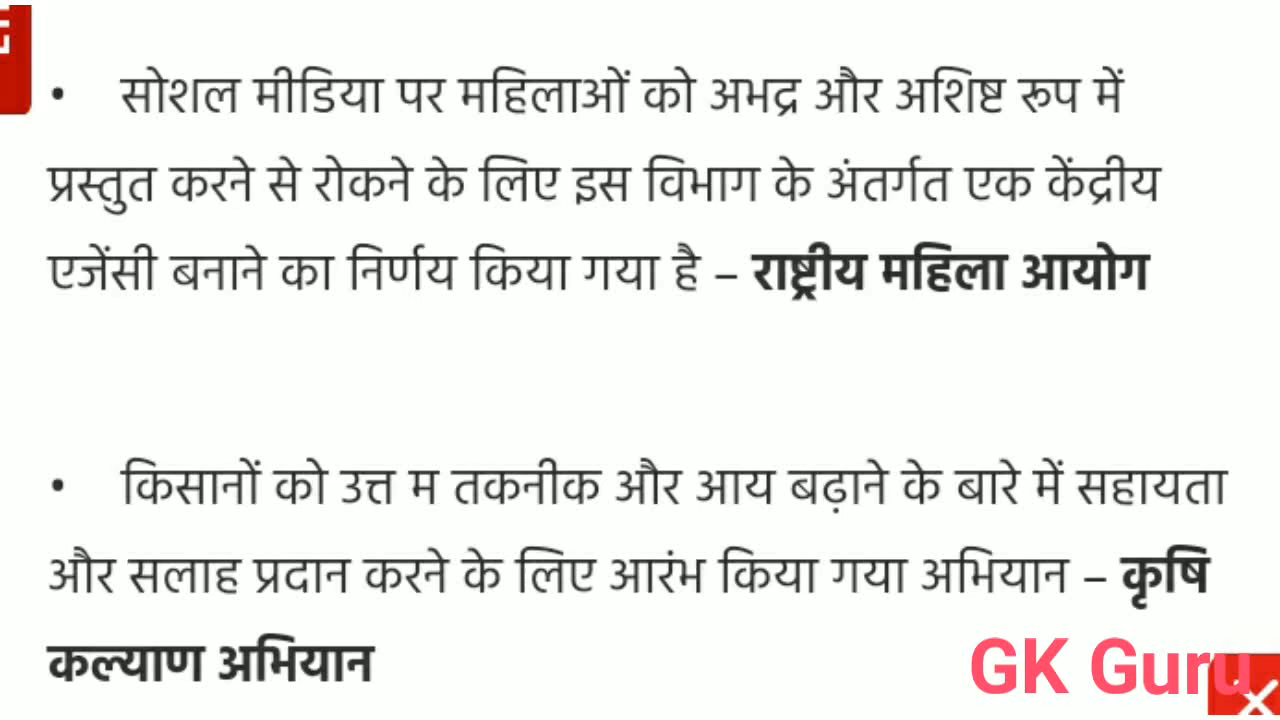 • सोशल मीडिया पर महिलाओं को अभद्र और अशिष्ट रूप में
प्रस्तुत करने से रोकने के लिए इस विभाग के अंतर्गत एक केंद्रीय
एजेंसी बनाने का निर्णय किया गया है – राष्ट्रीय महिला आयोग
• किसानों को उत्त म तकनीक और आय बढ़ाने के बारे में सहायता
और सलाह प्रदान करने के लिए आरंभ किया गया अभियान – कृषि
कल्याण अभियान
GK Guru